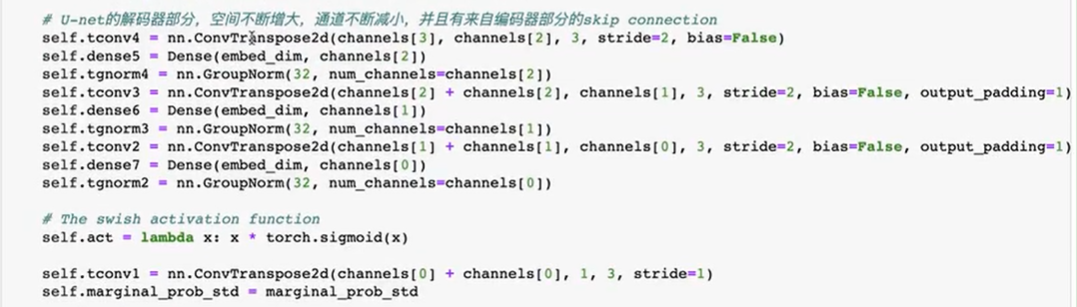 # U-net的解码器部分，空间不断增大，通道不断减小，并且有来自编码器部分的skip connection
self.tconv4 = nn.ConvTranspose2d(channels[3], channels[2], 3, stride=2, bias=False)
self.dense5 = Dense(embed_dim, channels[2])
self.tgnorm4 = nn.GroupNorm(32, num_channels=channels[2])
self.tconv3 = nn.ConvTranspose2d(channels[2] + channels[2], channels[1], 3, stride=2, bias=False, output_padding=1)
self.dense6 = Dense(embed_dim, channels[1])
self.tgnorm3 = nn.GroupNorm(32, num_channels=channels[1])
self.tconv2 = nn.ConvTranspose2d(channels[1] + channels[1], channels[0], 3, stride=2, bias=False, output_padding=1)
self.dense7 = Dense(embed_dim, channels[0])
self.tgnorm2 = nn.GroupNorm(32, num_channels=channels[0])
# The swish activation function
self.act = lambda x: x * torch.sigmoid(x)
self.tconv1 = nn.ConvTranspose2d(channels[0] + channels[0], 1, 3, stride=1)
self.marginal_prob_std = marginal_prob_std